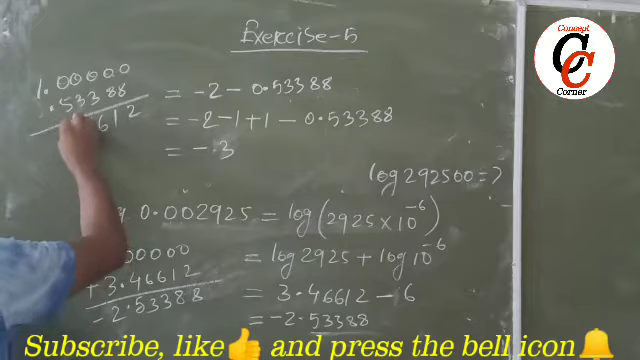 Exercise-5
Concept
CC
Corner
1.00000
.53388
612
= -2 - 0.53388
= -2 -1 +1 - 0.53388
= -.3
log 292500 = ?
0.002925 = log(2925 × 10^-6)
00000
= log 2925 + log 10^-6
+ 3.46612
= 3.46612 - 6
- 2.53388
= -2.53388
Subscribe, like👍 and press the bell icon🔔